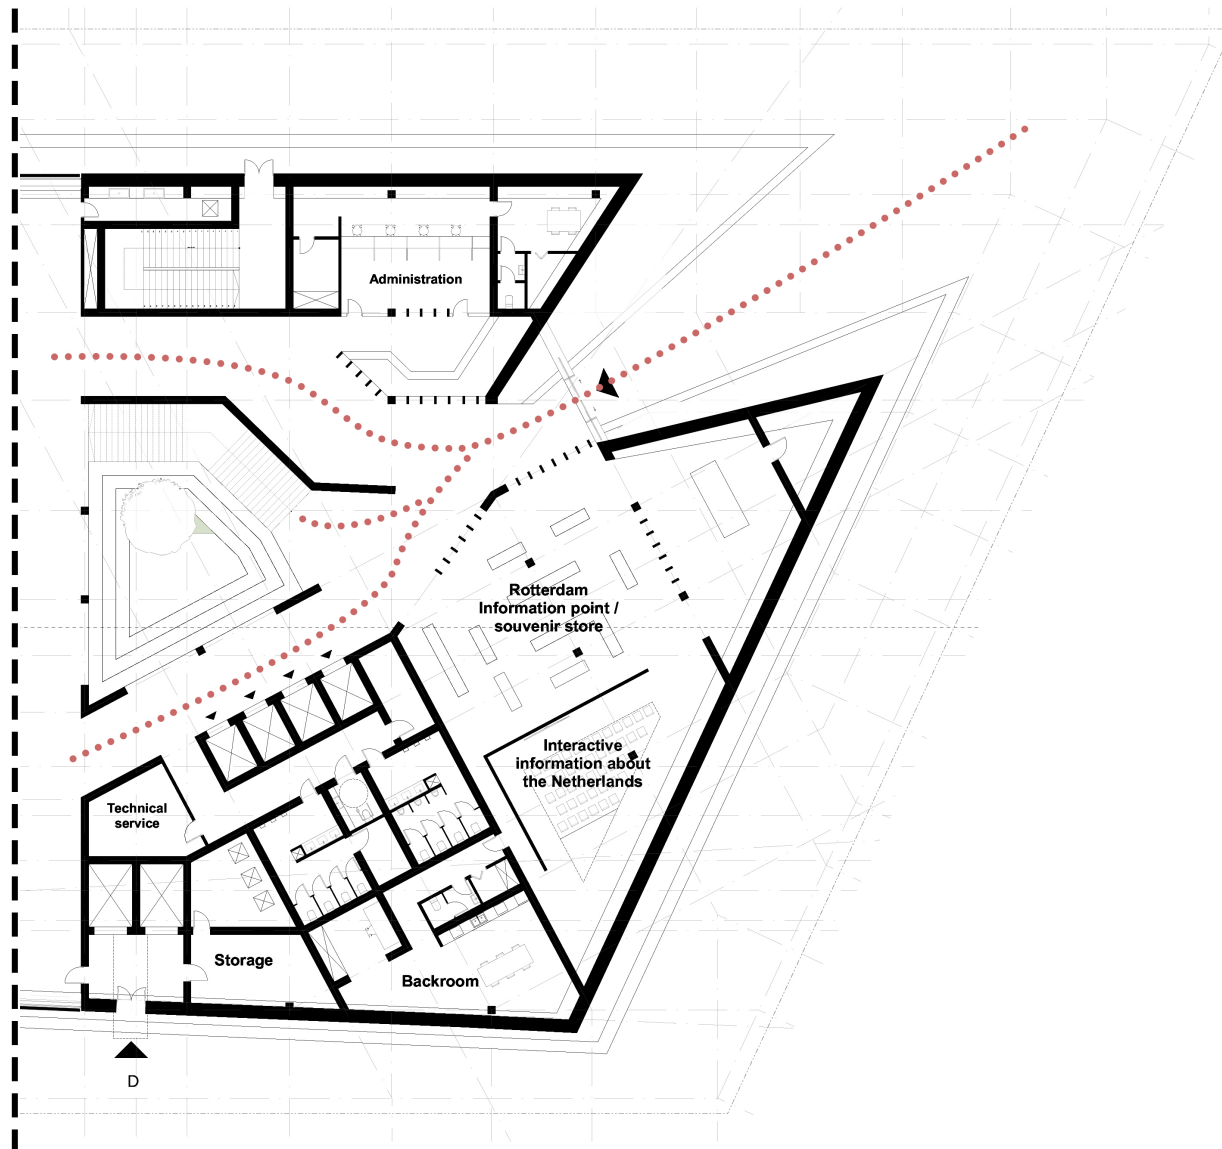 Administration
Rotterdam
Information point /
souvenir store
Interactive
information about
the Netherlands
Technical
service
Storage
Backroom
D